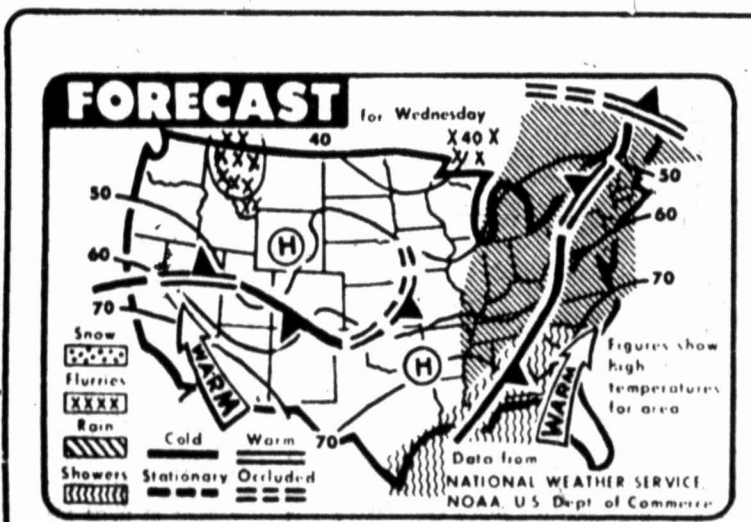 FORECAST
for Wednesday
40
X 40 X
X X
50
50
60
60
70
70
H
H
WARM
WARM
Snow
Flurries
XXXX
Rain
Showers
Cold
Warm
Stationary
Occluded
70
Figures show
high
temperatures
for area
Data from
NATIONAL WEATHER SERVICE,
NOAA, U.S. Dept of Commerce